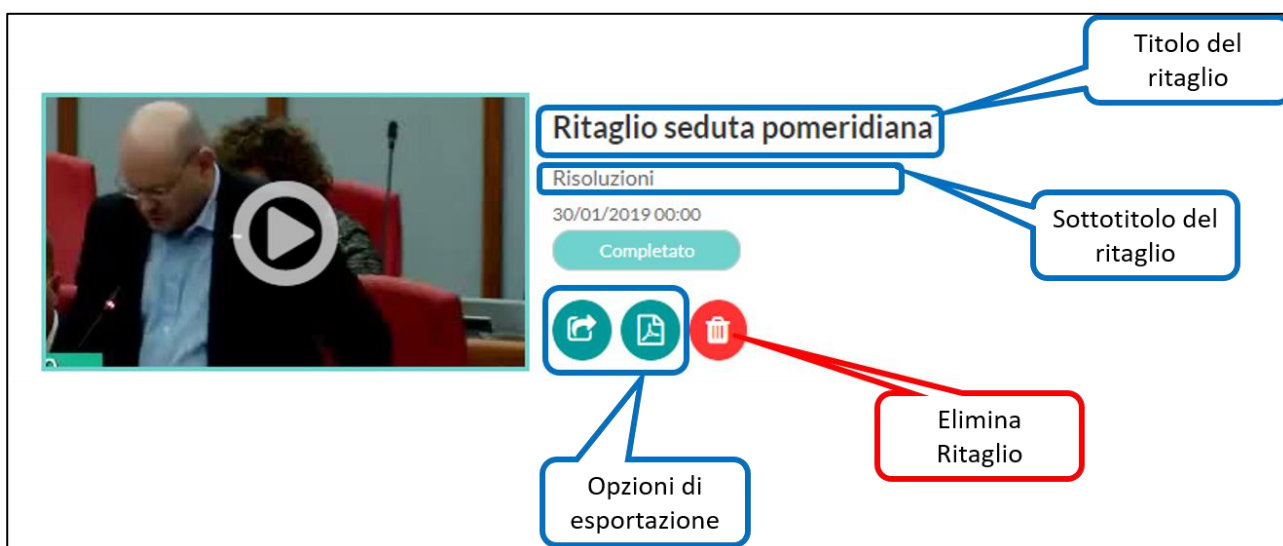 Titolo del
ritaglio
Ritaglio seduta pomeridiana
Risoluzioni
30/01/2019 00:00
Completato
Sottotitolo del
ritaglio
Elimina
Ritaglio
Opzioni di
esportazione